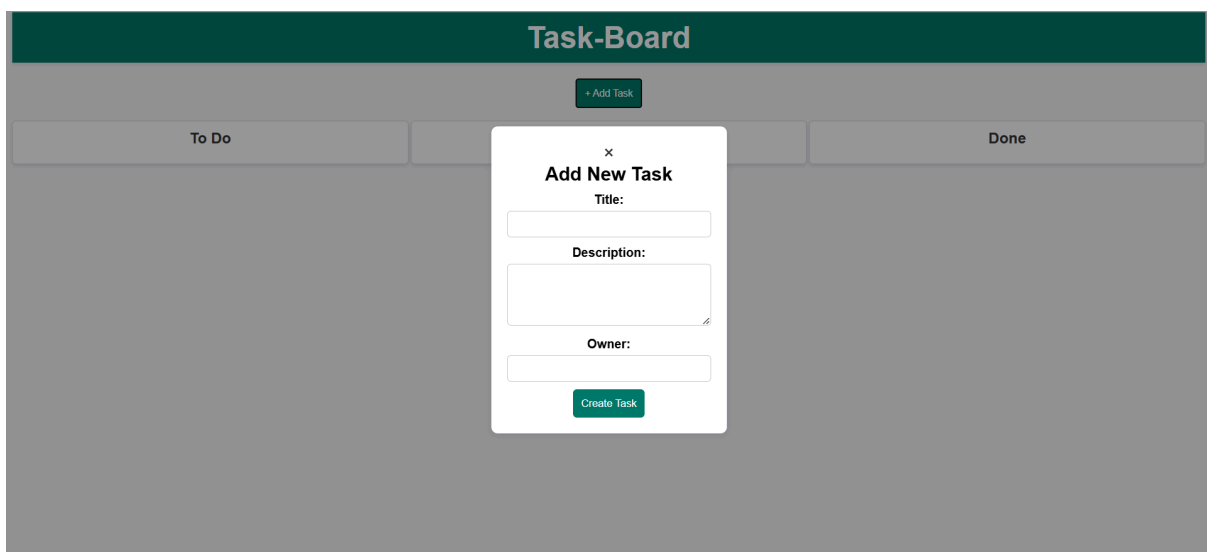 Task-Board
+ Add Task
To Do
Done
×
Add New Task
Title:
Description:
Owner:
Create Task